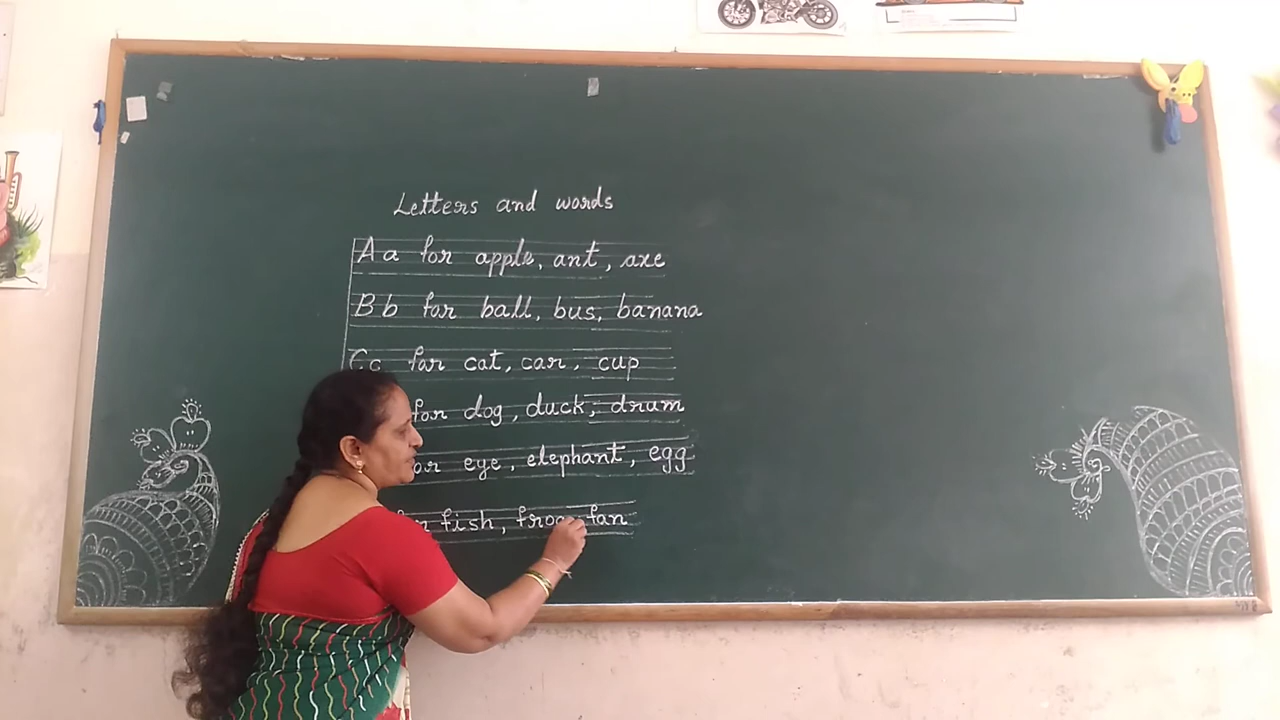 Letters and words
A a for apple, ant, axe
B b for ball, bus, banana
C c for cat, car, cup
for dog, duck, drum
eye, elephant, egg
fish, frog, fan